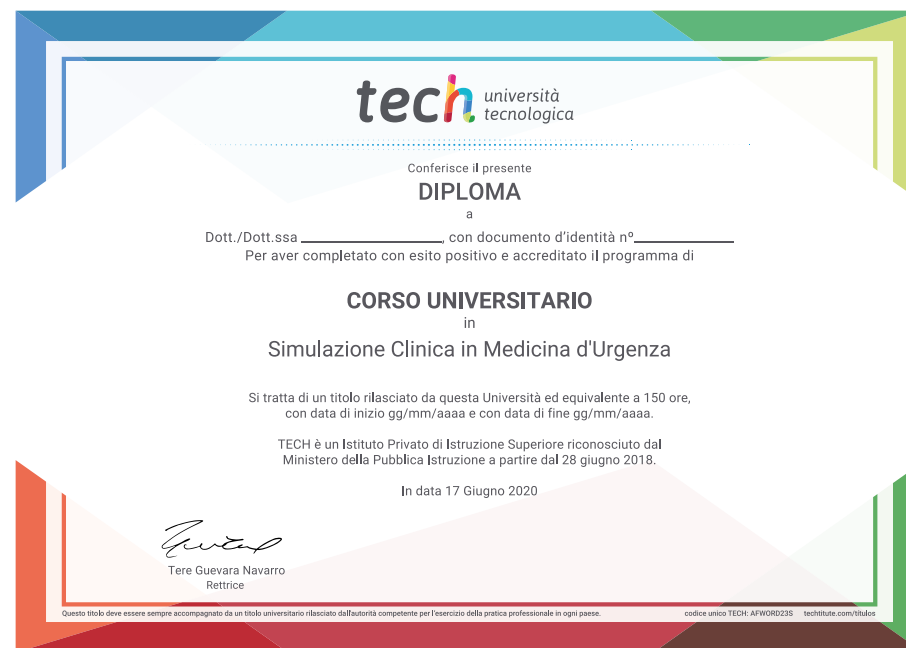 tech università
tecnologica
Conferisce il presente
DIPLOMA
a
Dott./Dott.ssa ________________, con documento d'identità nº____________
Per aver completato con esito positivo e accreditato il programma di
CORSO UNIVERSITARIO
in
Simulazione Clinica in Medicina d'Urgenza
Si tratta di un titolo rilasciato da questa Università ed equivalente a 150 ore,
con data di inizio gg/mm/aaaa e con data di fine gg/mm/aaaa.
TECH è un Istituto Privato di Istruzione Superiore riconosciuto dal
Ministero della Pubblica Istruzione a partire dal 28 giugno 2018.
In data 17 Giugno 2020
Tere Guevara Navarro
Rettrice
Questo titolo deve essere sempre accompagnato da un titolo universitario rilasciato dall'autorità competente per l'esercizio della pratica professionale in ogni paese. codice unico TECH: AFWORD23S techtitute.com/titulos